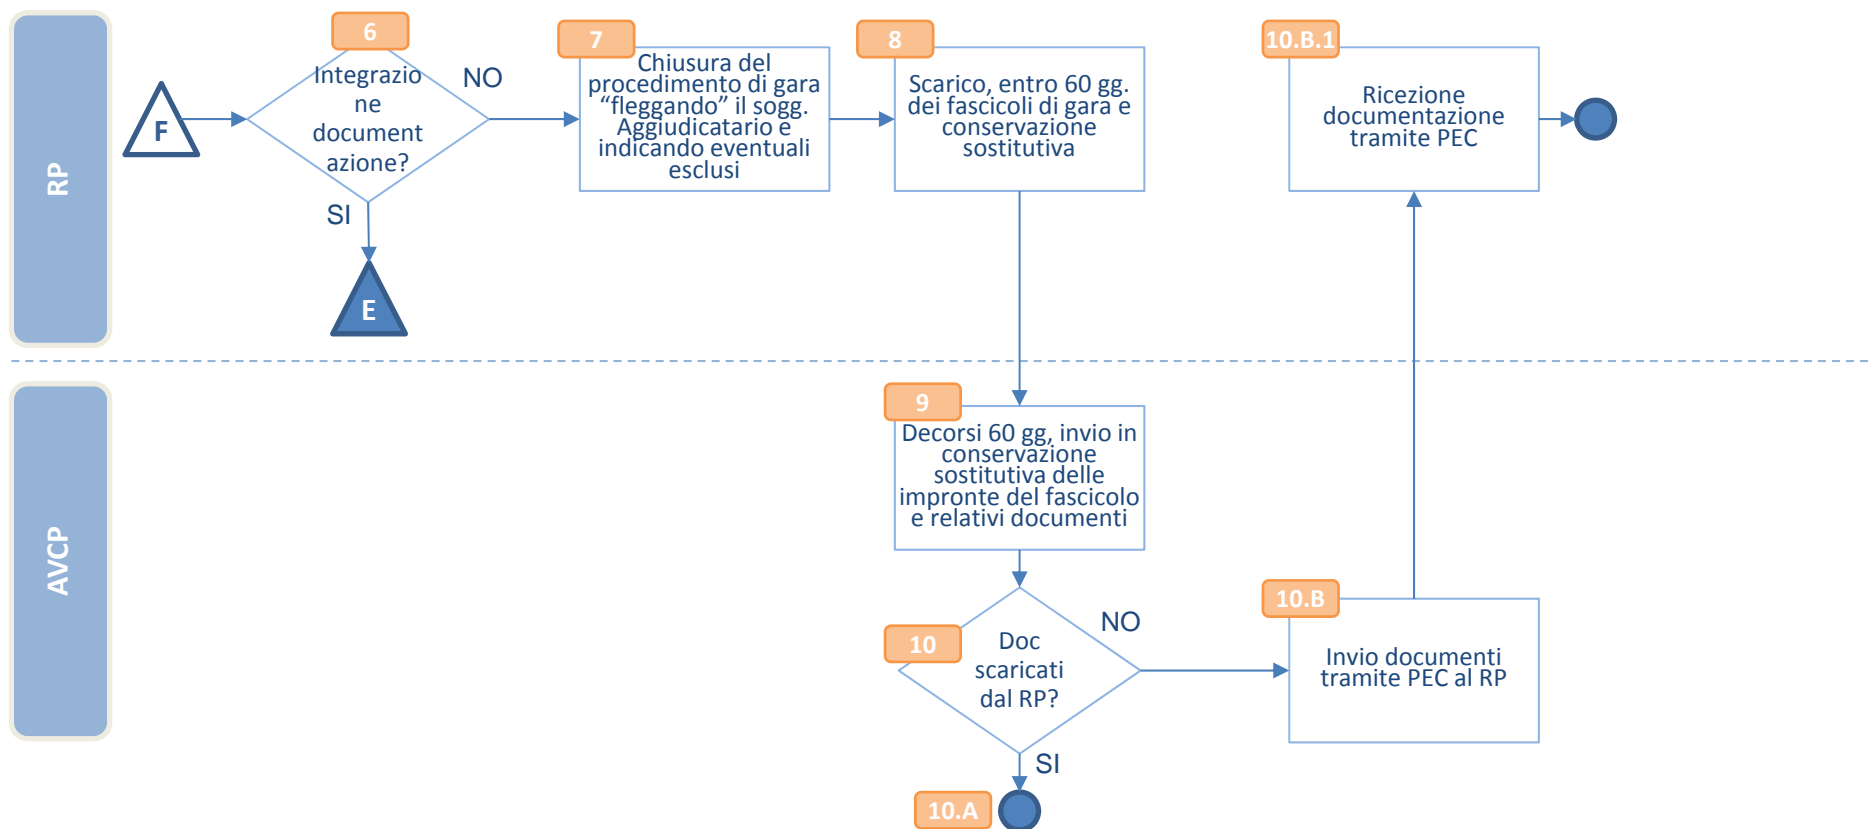 RP
F
6
Integrazio
ne
document
azione?
NO
SI
E
7
Chiusura del
procedimento di gara
“fleggando” il sogg.
Aggiudicatario e
indicando eventuali
esclusi
8
Scarico, entro 60 gg.
dei fascicoli di gara e
conservazione
sostitutiva
10.B.1
Ricezione
documentazione
tramite PEC
AVCP
9
Decorsi 60 gg, invio in
conservazione
sostitutiva delle
impronte del fascicolo
e relativi documenti
10
Doc
scaricati
dal RP?
NO
SI
10.A
10.B
Invio documenti
tramite PEC al RP